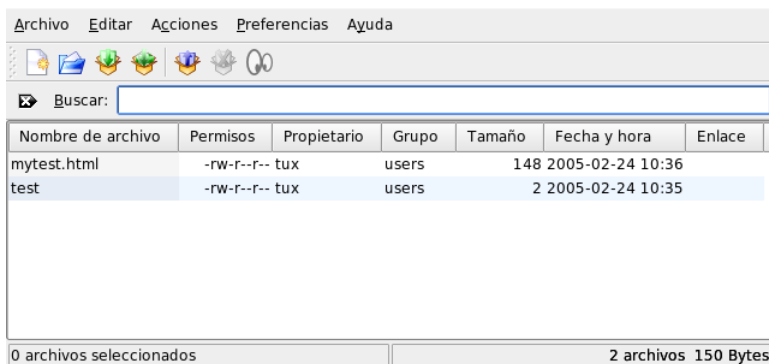 Archivo Editar Acciones Preferencias Ayuda
Buscar:
Nombre de archivo Permisos Propietario Grupo Tamaño Fecha y hora Enlace
mytest.html -rw-r--r-- tux users 148 2005-02-24 10:36
test -rw-r--r-- tux users 2 2005-02-24 10:35
0 archivos seleccionados 2 archivos 150 Bytes